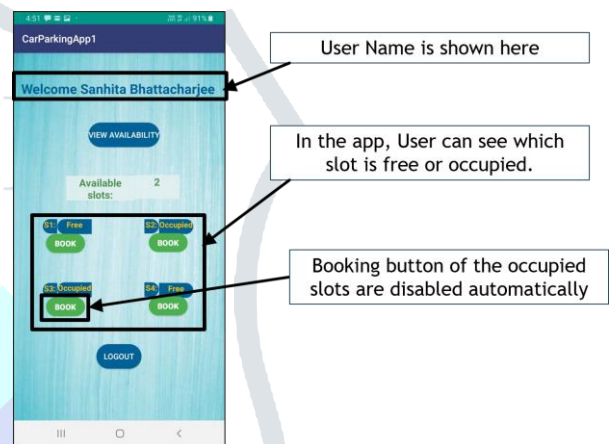 4:51
91%
CarParkingApp1
Welcome Sanhita Bhattacharjee
VIEW AVAILABILITY
Available 2
slots:
S1: Free
BOOK
S2: Occupied
BOOK
S3: Occupied
BOOK
S4: Free
BOOK
LOGOUT
User Name is shown here
In the app, User can see which
slot is free or occupied.
Booking button of the occupied
slots are disabled automatically